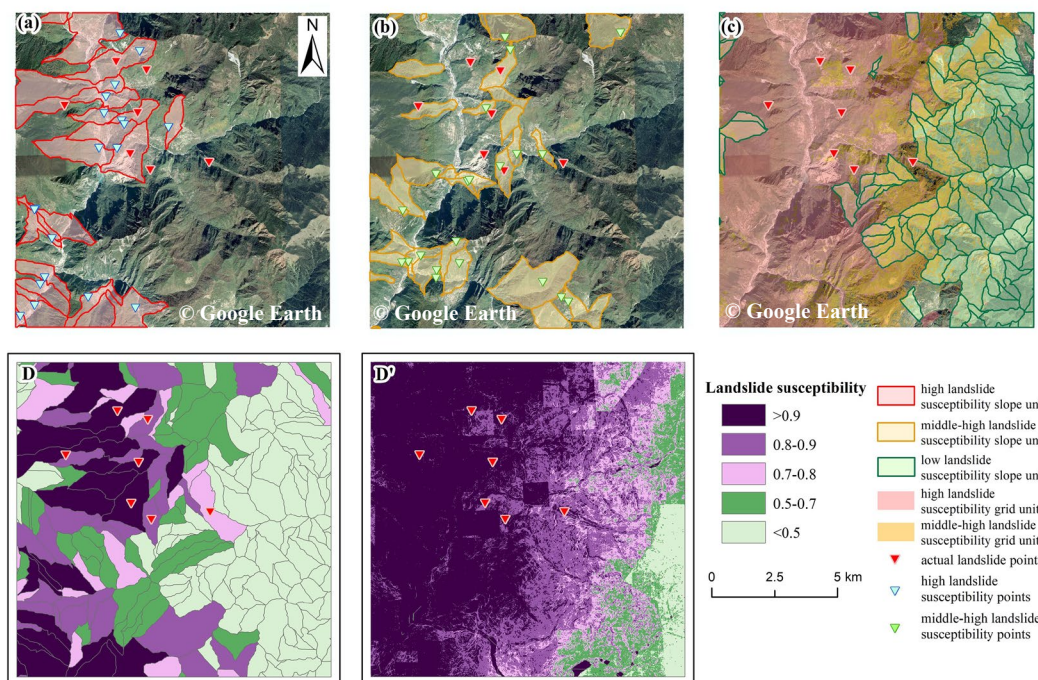 (a)
N
© Google Earth
(b)
© Google Earth
(c)
© Google Earth
D
D'
Landslide susceptibility
>0.9
0.8-0.9
0.7-0.8
0.5-0.7
<0.5
0 2.5 5 km
high landslide
susceptibility slope un
middle-high landslide
susceptibility slope un
low landslide
susceptibility slope un
high landslide
susceptibility grid unit
middle-high landslide
susceptibility grid unit
actual landslide point
high landslide
susceptibility points
middle-high landslide
susceptibility points